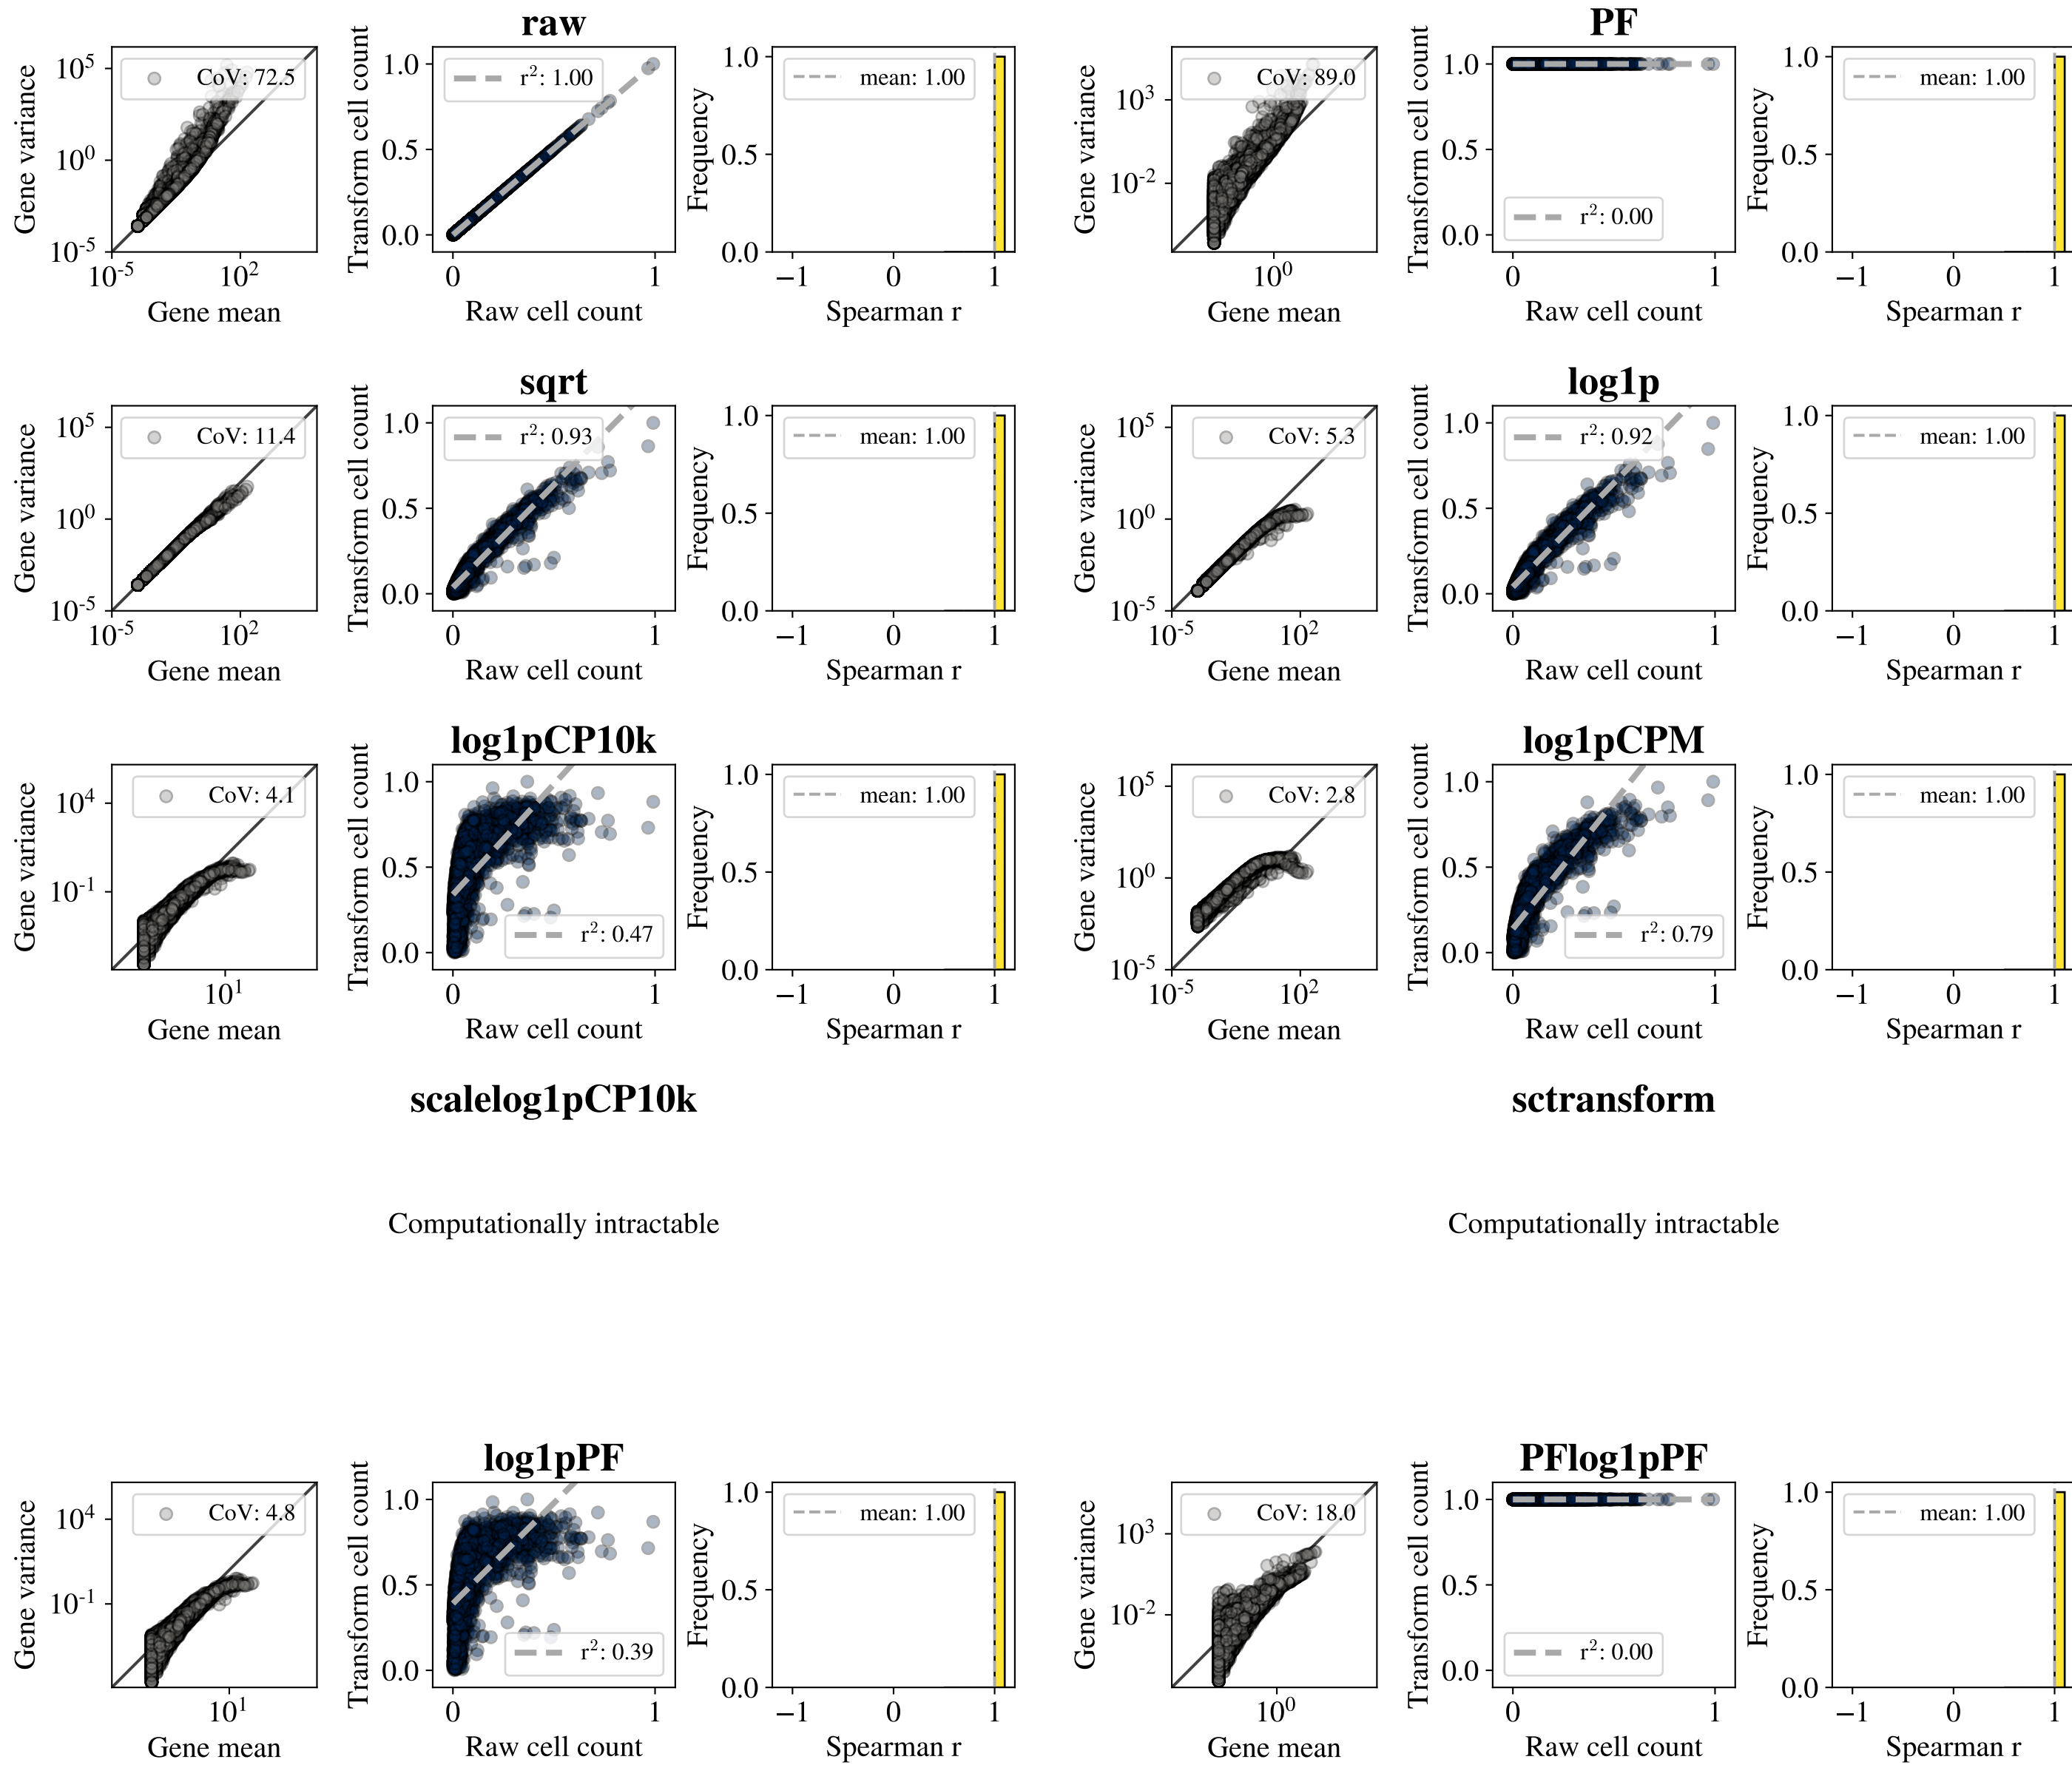 raw
Gene variance
10^5
10^0
10^-5
CoV: 72.5
10^-5 10^2
Gene mean
Transform cell count
1.0
0.5
0.0
r²: 1.00
0 1
Raw cell count
Frequency
1.0
0.5
0.0
mean: 1.00
−1 0 1
Spearman r
PF
Gene variance
10^3
10^-2
CoV: 89.0
10^0
Gene mean
Transform cell count
1.0
0.5
0.0
r²: 0.00
0 1
Raw cell count
Frequency
1.0
0.5
0.0
mean: 1.00
−1 0 1
Spearman r
sqrt
Gene variance
10^5
10^0
10^-5
CoV: 11.4
10^-5 10^2
Gene mean
Transform cell count
1.0
0.5
0.0
r²: 0.93
0 1
Raw cell count
Frequency
1.0
0.5
0.0
mean: 1.00
−1 0 1
Spearman r
log1p
Gene variance
10^5
10^0
10^-5
CoV: 5.3
10^-5 10^2
Gene mean
Transform cell count
1.0
0.5
0.0
r²: 0.92
0 1
Raw cell count
Frequency
1.0
0.5
0.0
mean: 1.00
−1 0 1
Spearman r
log1pCP10k
Gene variance
10^4
10^-1
CoV: 4.1
10^1
Gene mean
Transform cell count
1.0
0.5
0.0
r²: 0.47
0 1
Raw cell count
Frequency
1.0
0.5
0.0
mean: 1.00
−1 0 1
Spearman r
log1pCPM
Gene variance
10^5
10^0
10^-5
CoV: 2.8
10^-5 10^2
Gene mean
Transform cell count
1.0
0.5
0.0
r²: 0.79
0 1
Raw cell count
Frequency
1.0
0.5
0.0
mean: 1.00
−1 0 1
Spearman r
scalelog1pCP10k
Computationally intractable
sctransform
Computationally intractable
log1pPF
Gene variance
10^4
10^-1
CoV: 4.8
10^1
Gene mean
Transform cell count
1.0
0.5
0.0
r²: 0.39
0 1
Raw cell count
Frequency
1.0
0.5
0.0
mean: 1.00
−1 0 1
Spearman r
PFlog1pPF
Gene variance
10^3
10^-2
CoV: 18.0
10^0
Gene mean
Transform cell count
1.0
0.5
0.0
r²: 0.00
0 1
Raw cell count
Frequency
1.0
0.5
0.0
mean: 1.00
−1 0 1
Spearman r